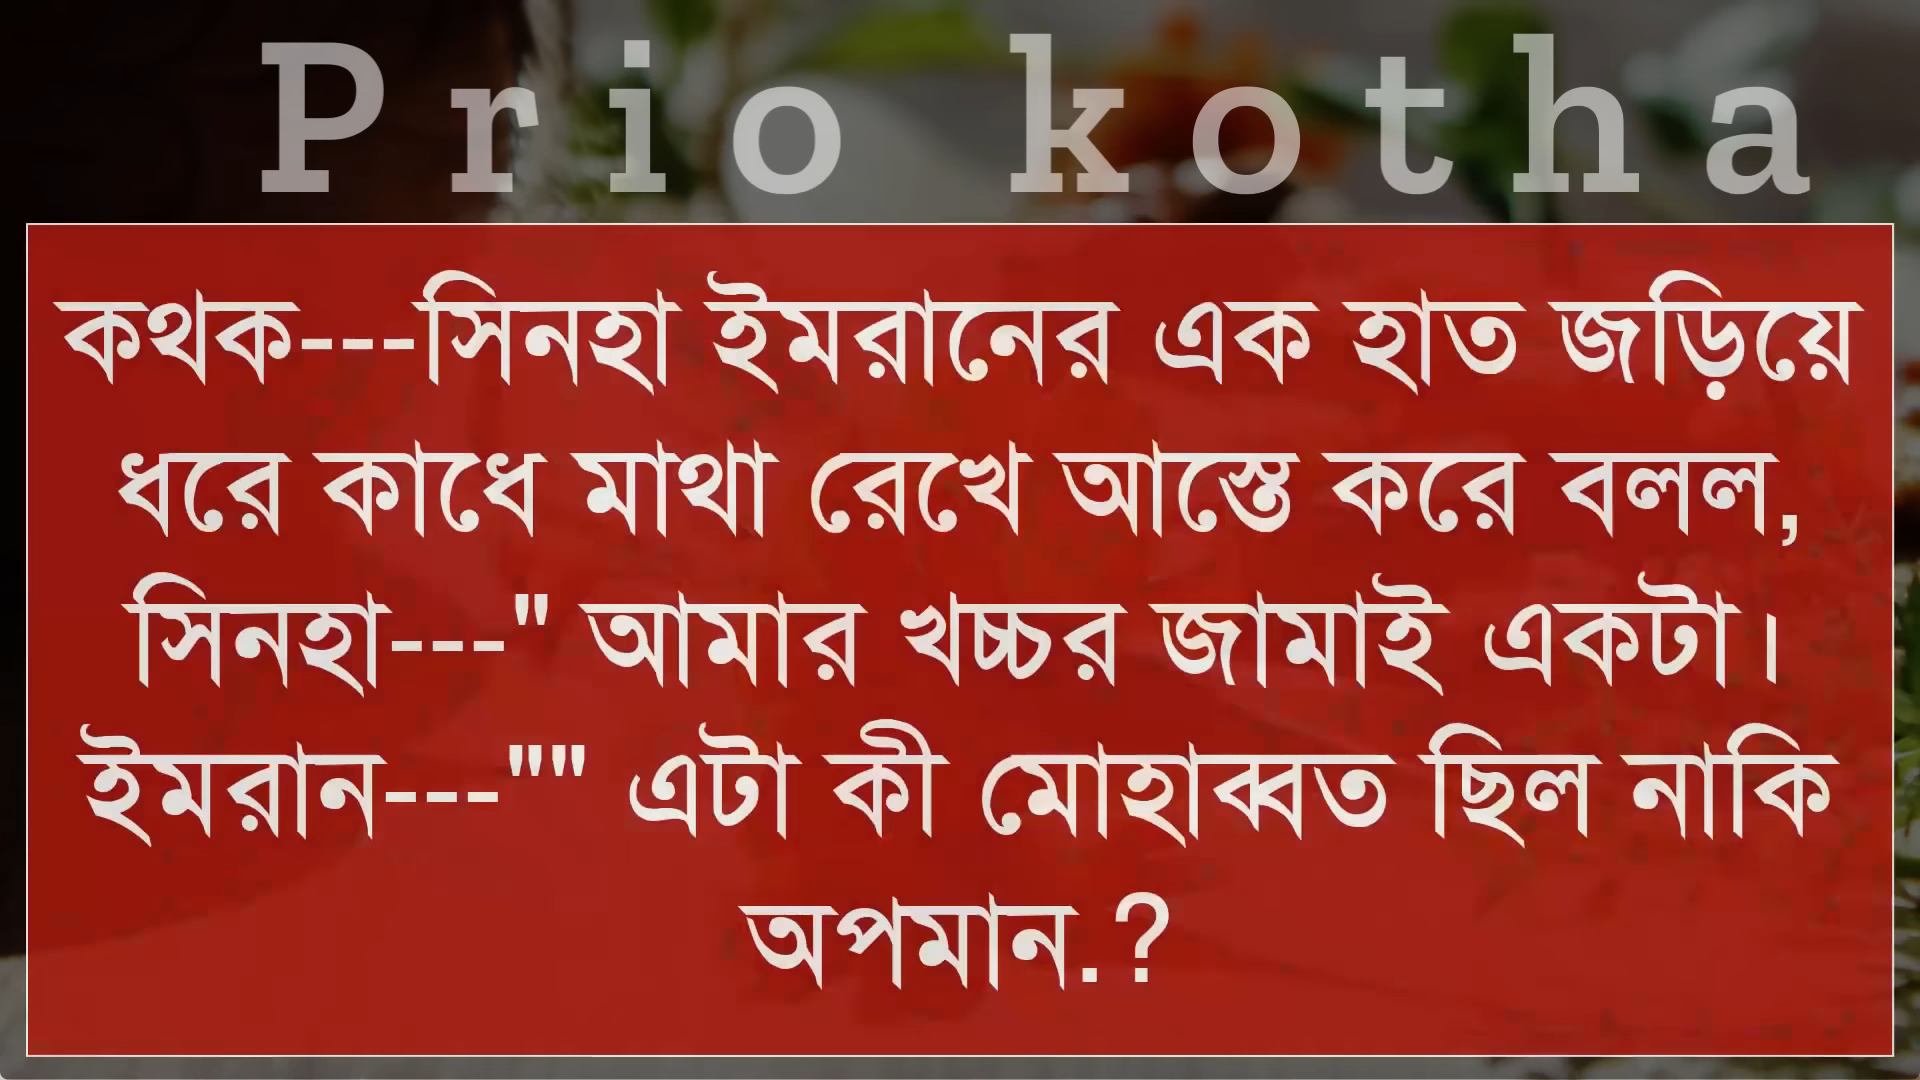 Prio kotha
কথক---সিনহা ইমরানের এক হাত জড়িয়ে
ধরে কাধে মাথা রেখে আস্তে করে বলল,
সিনহা---" আমার খচ্চর জামাই একটা।
ইমরান---"" এটা কী মোহাব্বত ছিল নাকি
অপমান.?